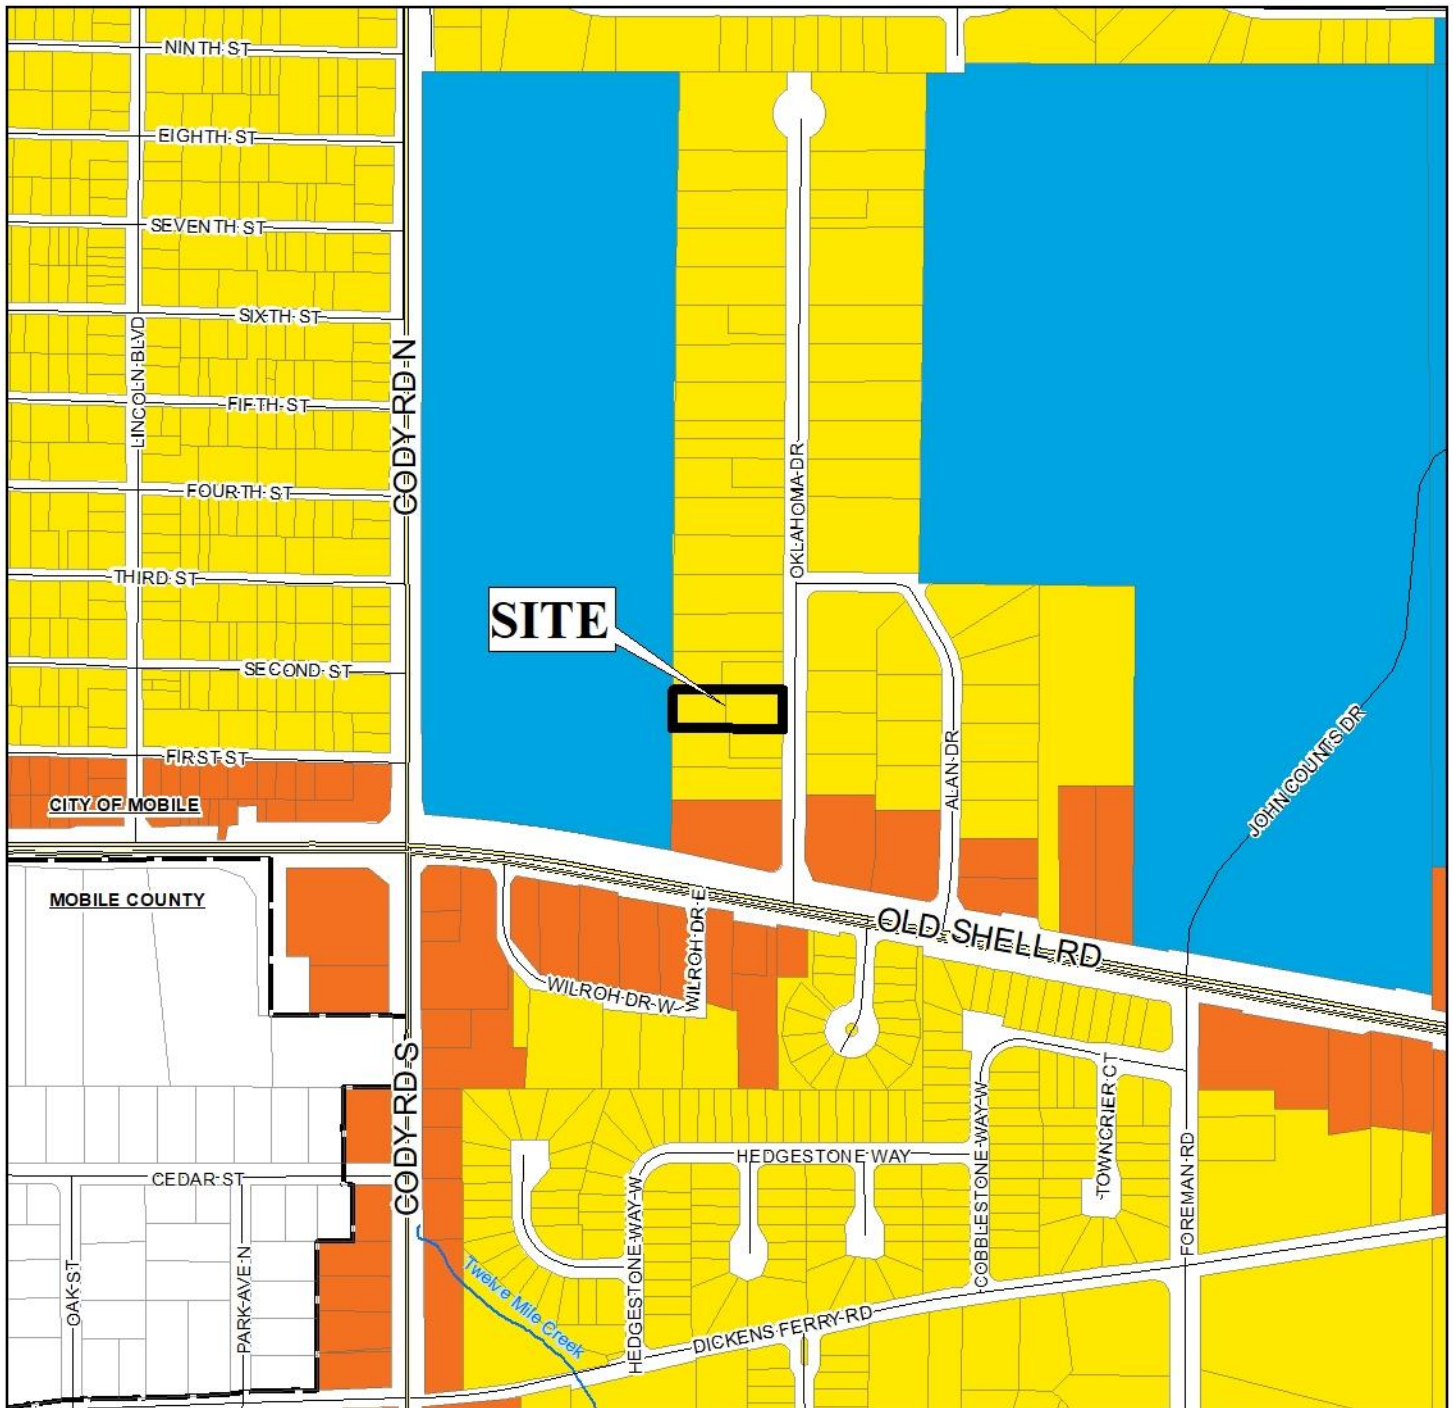 NINTH ST
EIGHTH ST
SEVENTH ST
SIXTH ST
LINCOLN BLVD
CODY RD N
FIFTH ST
OKLAHOMA DR
FOURTH ST
THIRD ST
SITE
SECOND ST
FIRST ST
ALAN DR
JOHN COUNTS DR
CITY OF MOBILE
MOBILE COUNTY
WILROH DR E
OLD SHELL RD
WILROH DR W
CODY RD S
TOWNCRIER CT
COBBLESTONE WAY W
HEDGESTONE WAY
FOREMAN RD
CEDAR ST
HEDGESTONE WAY W
OAK ST
PARK AVE N
Twelve Mile Creek
DICKENS FERRY RD